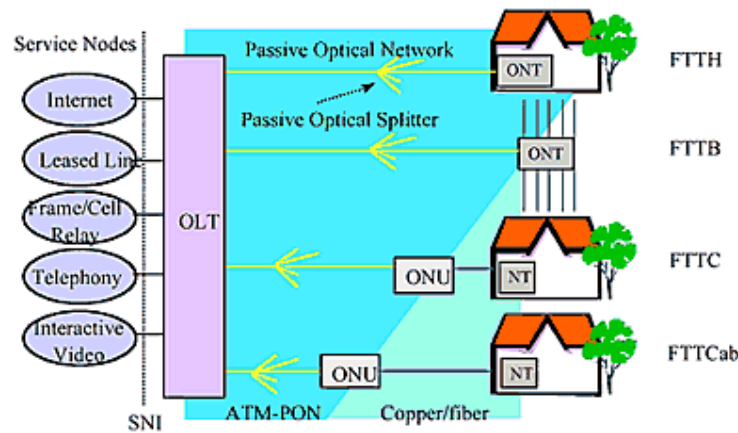 Service Nodes
Internet
Leased Lin
Frame/Cell
Relay
Telephony
Interactive
Video
SNI
OLT
Passive Optical Network
Passive Optical Splitter
ONT
FTTH
ONT
FTTB
ONU
NT
FTTC
ONU
NT
FTTCab
ATM-PON
Copper/fiber